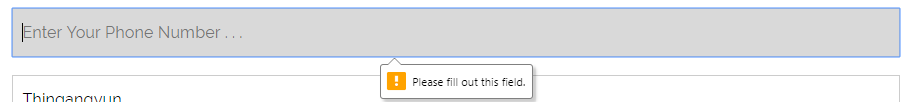 Enter Your Phone Number . . .
Please fill out this field.
Thingangyun